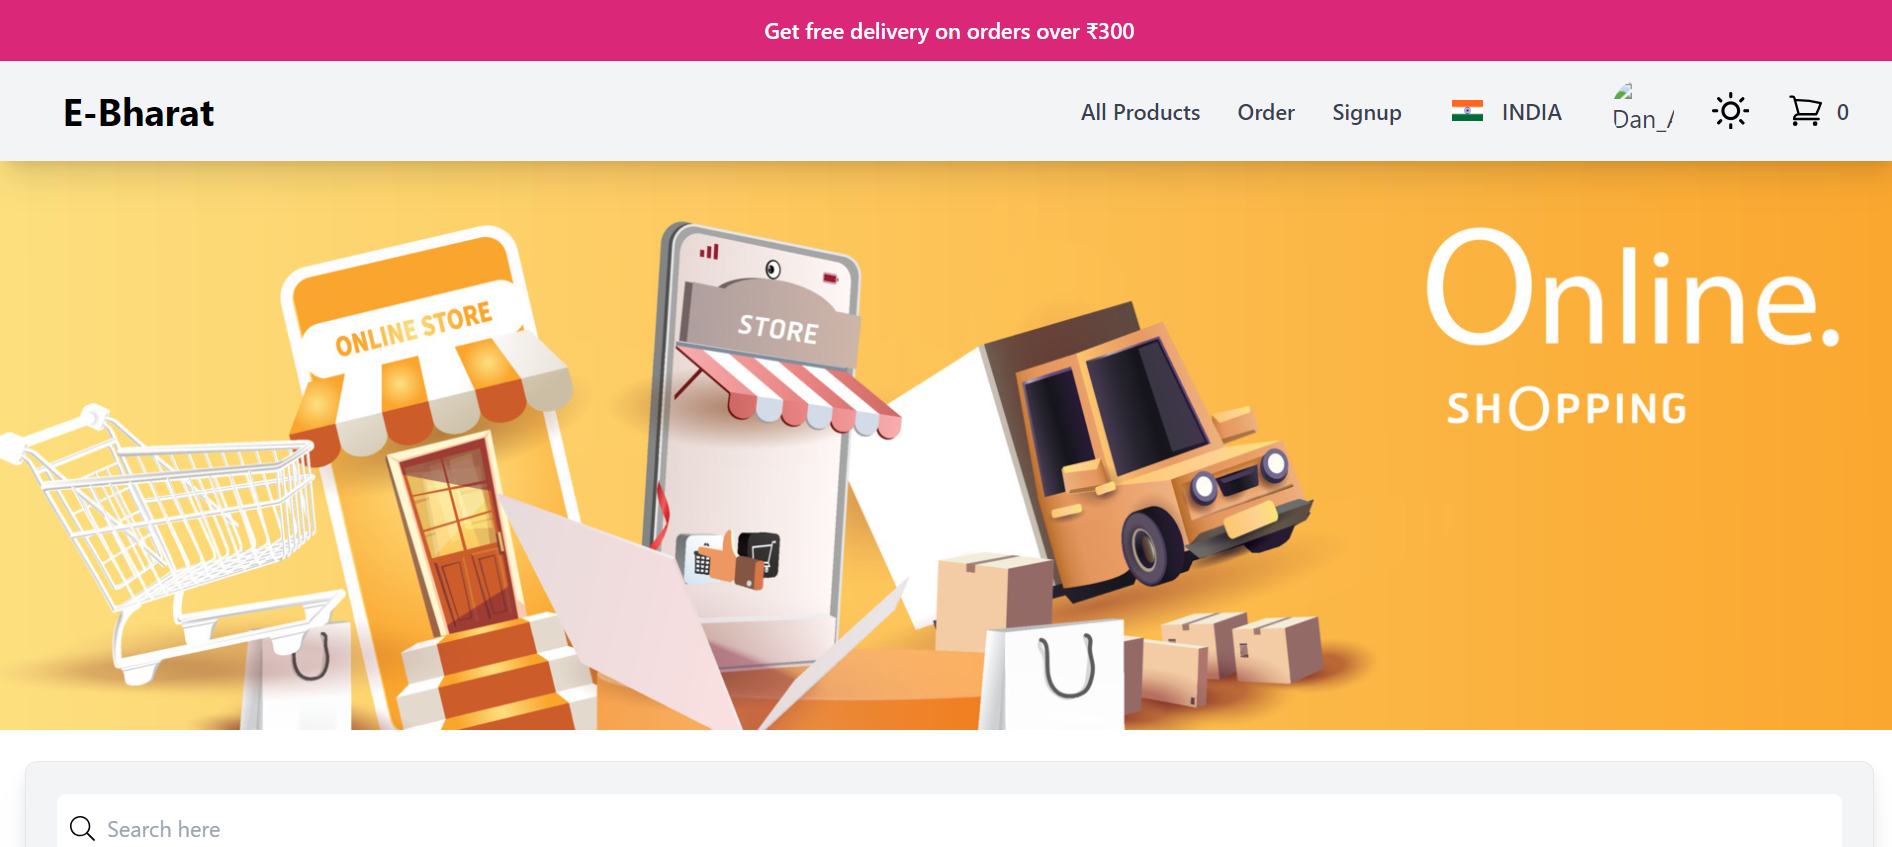 Get free delivery on orders over ₹300
E-Bharat
All Products
Order
Signup
INDIA
Dan_
0
ONLINE STORE
STORE
Online.
SHOPPING
Search here